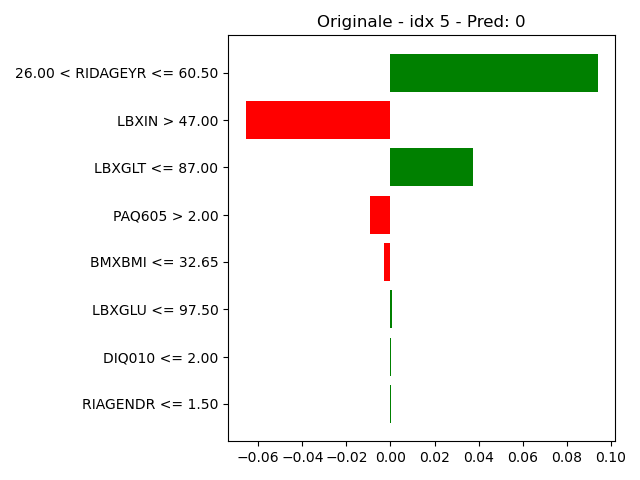 Originale - idx 5 - Pred: 0
26.00 < RIDAGEYR <= 60.50
LBXIN > 47.00
LBXGLT <= 87.00
PAQ605 > 2.00
BMXBMI <= 32.65
LBXGLU <= 97.50
DIQ010 <= 2.00
RIAGENDR <= 1.50
−0.06 −0.04 −0.02 0.00 0.02 0.04 0.06 0.08 0.10